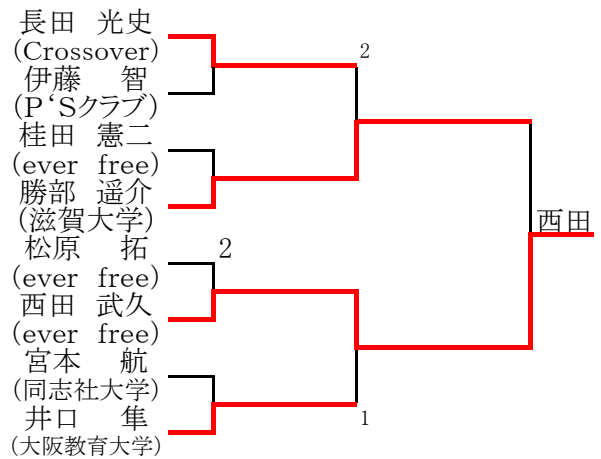 長田 光史
2
(Crossover)
伊藤 智
(P‘Sクラブ)
桂田 憲二
(ever free)
勝部 遥介
(滋賀大学)
西田
松原 拓
2
(ever free)
西田 武久
(ever free)
宮本 航
(同志社大学)
井口 隼
1
(大阪教育大学)